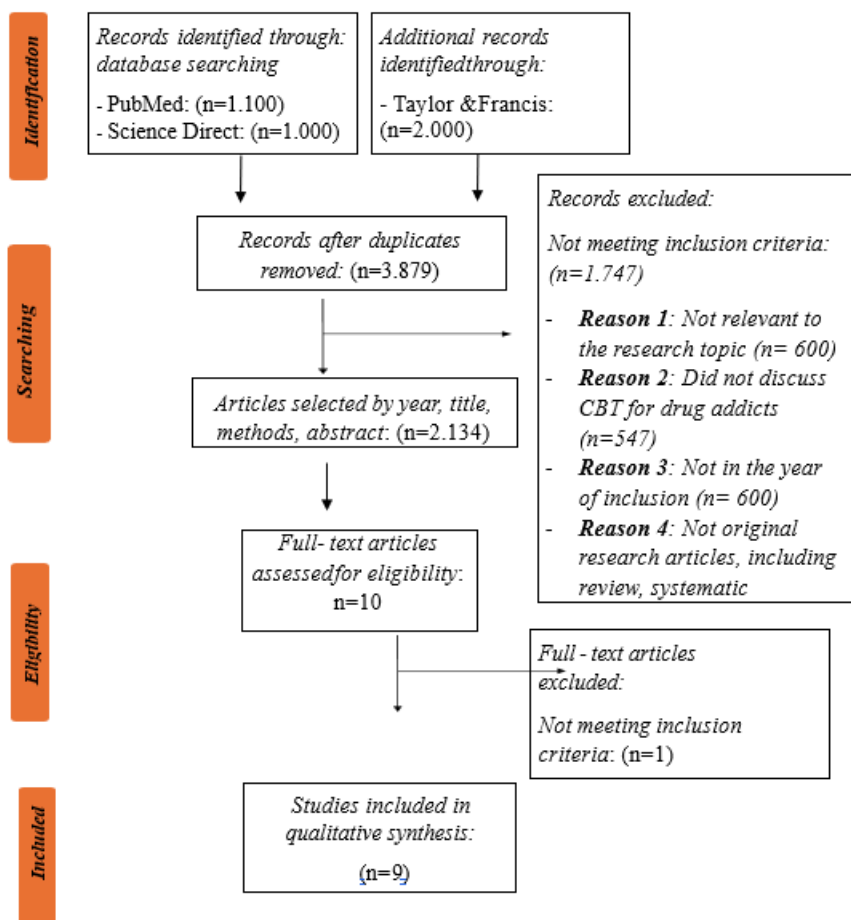 Identification
Records identified through:
database searching
- PubMed: (n=1.100)
- Science Direct: (n=1.000)
Additional records
identifiedthrough:
- Taylor &Francis:
(n=2.000)
Searching
Records after duplicates
removed: (n=3.879)
Records excluded:
Not meeting inclusion criteria:
(n=1.747)
- Reason 1: Not relevant to
the research topic (n= 600)
- Reason 2: Did not discuss
CBT for drug addicts
(n=547)
- Reason 3: Not in the year
of inclusion (n= 600)
- Reason 4: Not original
research articles, including
review, systematic
Articles selected by year, title,
methods, abstract: (n=2.134)
Eligibility
Full- text articles
assessedfor eligibility:
n=10
Full - text articles
excluded:
Not meeting inclusion
criteria: (n=1)
Included
Studies included in
qualitative synthesis:
(n=9)